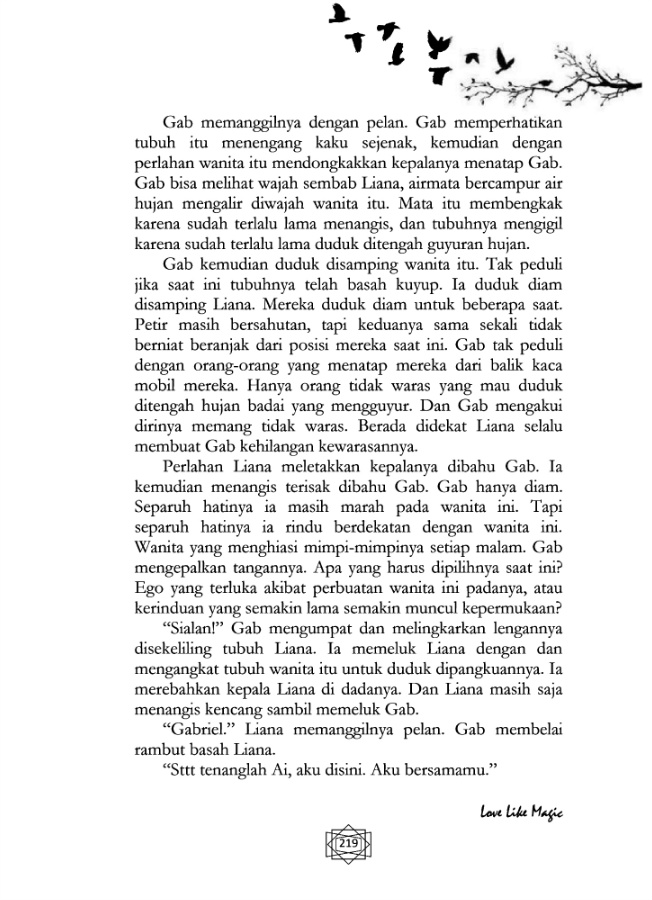 Gab memanggilnya dengan pelan. Gab memperhatikan
tubuh itu menengang kaku sejenak, kemudian dengan
perlahan wanita itu mendongkakkan kepalanya menatap Gab.
Gab bisa melihat wajah sembab Liana, airmata bercampur air
hujan mengalir diwajah wanita itu. Mata itu membengkak
karena sudah terlalu lama menangis, dan tubuhnya mengigil
karena sudah terlalu lama duduk ditengah guyuran hujan.
Gab kemudian duduk disamping wanita itu. Tak peduli
jika saat ini tubuhnya telah basah kuyup. Ia duduk diam
disamping Liana. Mereka duduk diam untuk beberapa saat.
Petir masih bersahutan, tapi keduanya sama sekali tidak
berniat beranjak dari posisi mereka saat ini. Gab tak peduli
dengan orang-orang yang menatap mereka dari balik kaca
mobil mereka. Hanya orang tidak waras yang mau duduk
ditengah hujan badai yang mengguyur. Dan Gab mengakui
dirinya memang tidak waras. Berada didekat Liana selalu
membuat Gab kehilangan kewarasannya.
Perlahan Liana meletakkan kepalanya dibahu Gab. Ia
kemudian menangis terisak dibahu Gab. Gab hanya diam.
Separuh hatinya ia masih marah pada wanita ini. Tapi
separuh hatinya ia rindu berdekatan dengan wanita ini.
Wanita yang menghiasi mimpi-mimpinya setiap malam. Gab
mengepalkan tangannya. Apa yang harus dipilihnya saat ini?
Ego yang terluka akibat perbuatan wanita ini padanya, atau
kerinduan yang semakin lama semakin muncul kepermukaan?
“Sialan!” Gab mengumpat dan melingkarkan lengannya
disekeliling tubuh Liana. Ia memeluk Liana dengan dan
mengangkat tubuh wanita itu untuk duduk dipangkuannya. Ia
merebahkan kepala Liana di dadanya. Dan Liana masih saja
menangis kencang sambil memeluk Gab.
“Gabriel.” Liana memanggilnya pelan. Gab membelai
rambut basah Liana.
“Sttt tenanglah Ai, aku disini. Aku bersamamu.”
Love Like Magic
219